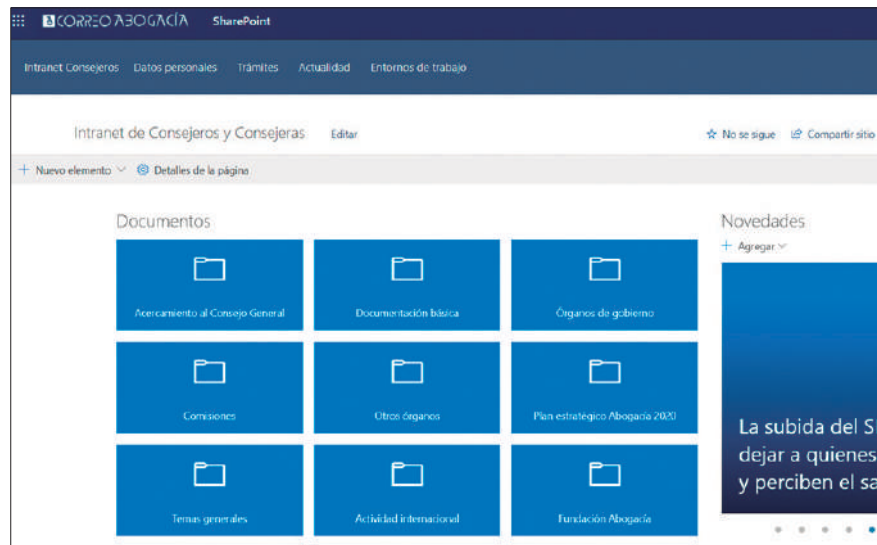 CORREO ABOGACÍA SharePoint
Intranet Consejeros Datos personales Trámites Actualidad Entornos de trabajo
Intranet de Consejeros y Consejeras Editar
No se sigue Compartir sitio
+ Nuevo elemento Detalles de la página
Documentos
Acercamiento al Consejo General Documentación básica Órganos de gobierno
Comisiones Otros órganos Plan estratégico Abogacía 2020
Temas generales Actividad internacional Fundación Abogacía
Novedades
+ Agregar
La subida del S
dejar a quienes
y perciben el sa